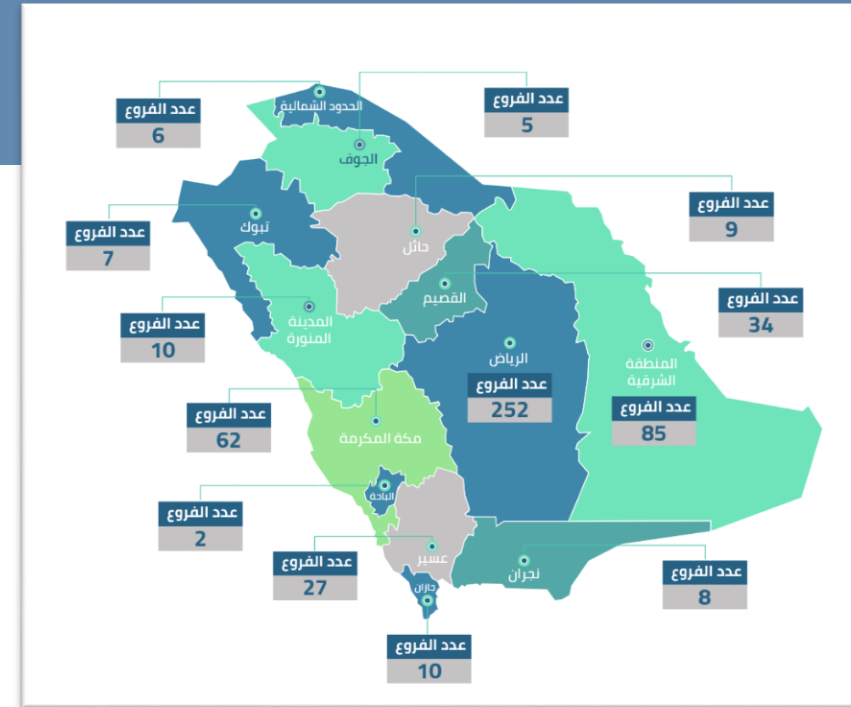 الحدود الشمالية
عدد الفروع
6
الجوف
عدد الفروع
5
تبوك
عدد الفروع
7
حائل
عدد الفروع
9
القصيم
عدد الفروع
34
المدينة
المنورة
عدد الفروع
10
الرياض
عدد الفروع
252
المنطقة
الشرقية
عدد الفروع
85
مكة المكرمة
عدد الفروع
62
الباحة
عدد الفروع
2
عسير
عدد الفروع
27
نجران
عدد الفروع
8
جازان
عدد الفروع
10